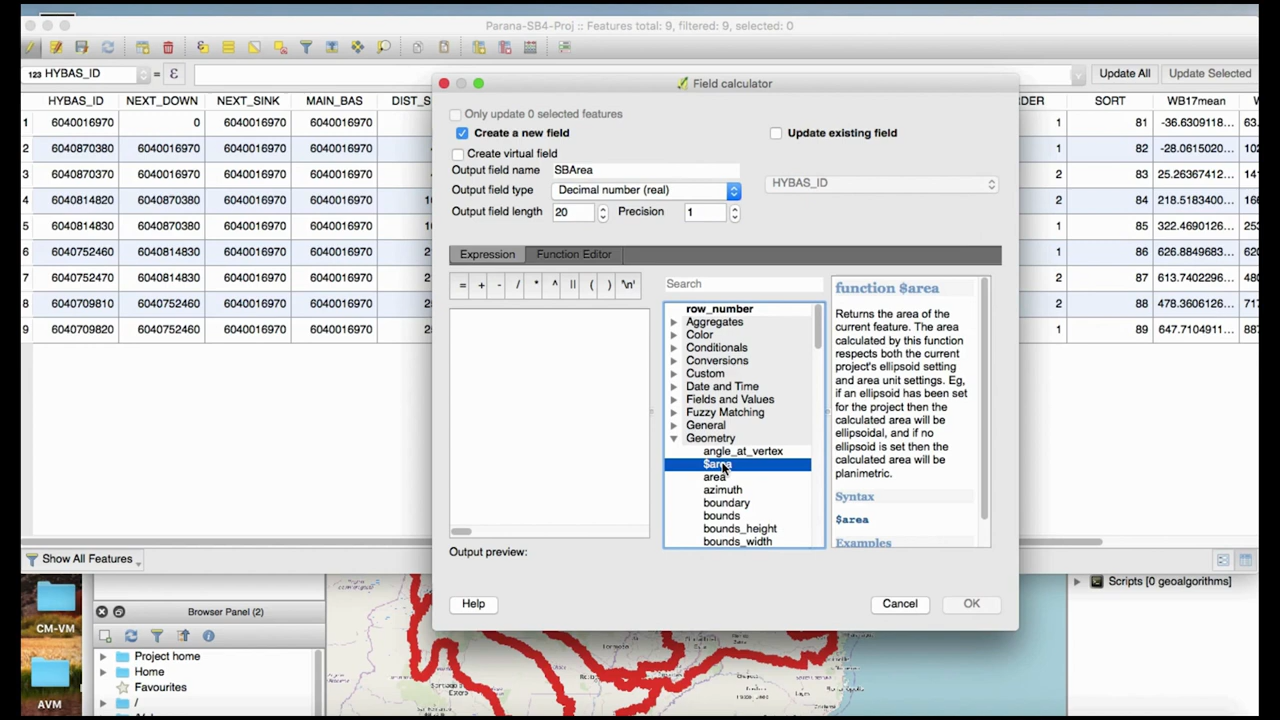 Parana-SB4-Proj :: Features total: 9, filtered: 9, selected: 0
123 HYBAS_ID = ε Update All Update Selected
HYBAS_ID NEXT_DOWN NEXT_SINK MAIN_BAS DIST_S RDER SORT WB17mean W
1 6040016970 0 6040016970 6040016970 1 81 -36.6309118... 63.
2 6040870380 6040016970 6040016970 6040016970 1 82 -28.0615020... 102
3 6040870370 6040016970 6040016970 6040016970 2 83 25.26367412... 141
4 6040814820 6040870380 6040016970 6040016970 2 84 218.5183400... 166
5 6040814830 6040870380 6040016970 6040016970 1 85 322.4690107... 253
6 6040752460 6040814830 6040016970 6040016970 1 86 626.8849683...
7 6040752470 6040814830 6040016970 6040016970 2 87 613.7402296...
8 6040709810 6040752460 6040016970 6040016970 2 88 478.3606126... 717
9 6040709820 6040752460 6040016970 6040016970 1 89 647.7104911... 887
Field calculator
Only update 0 selected features
Create a new field
Update existing field
Create virtual field
Output field name SBArea
Output field type Decimal number (real)
HYBAS_ID
Output field length 20 Precision 1
Expression Function Editor
= + - / * ^ || ( ) '\n'
Search
row_number
Aggregates
Color
Conditionals
Conversions
Custom
Date and Time
Fields and Values
Fuzzy Matching
General
Geometry
angle_at_vertex
$area
area
azimuth
boundary
bounds
bounds_height
bounds_width
function $area
Returns the area of the
current feature. The area
calculated by this function
respects both the current
project's ellipsoid setting
and area unit settings. Eg,
if an ellipsoid has been set
for the project then the
calculated area will be
ellipsoidal, and if no
ellipsoid is set then the
calculated area will be
planimetric.
Syntax
$area
Examples
Output preview:
Help Cancel OK
Show All Features
CM-VM
AVM
Browser Panel (2)
Project home
Home
Favourites
/
Scripts [0 geoalgorithms]